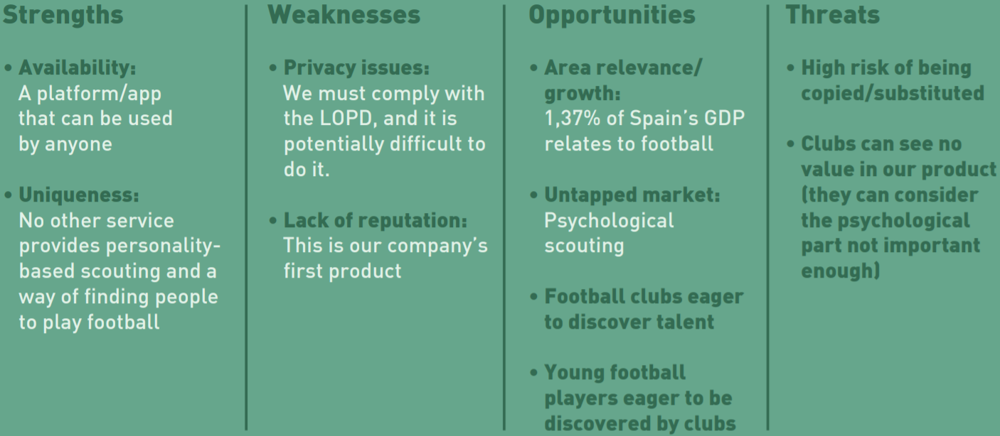 Strengths
• Availability:
A platform/app
that can be used
by anyone
• Uniqueness:
No other service
provides personality-
based scouting and a
way of finding people
to play football
Weaknesses
• Privacy issues:
We must comply with
the LOPD, and it is
potentially difficult to
do it.
• Lack of reputation:
This is our company’s
first product
Opportunities
• Area relevance/
growth:
1,37% of Spain’s GDP
relates to football
• Untapped market:
Psychological
scouting
• Football clubs eager
to discover talent
• Young football
players eager to be
discovered by clubs
Threats
• High risk of being
copied/substituted
• Clubs can see no
value in our product
(they can consider
the psychological
part not important
enough)